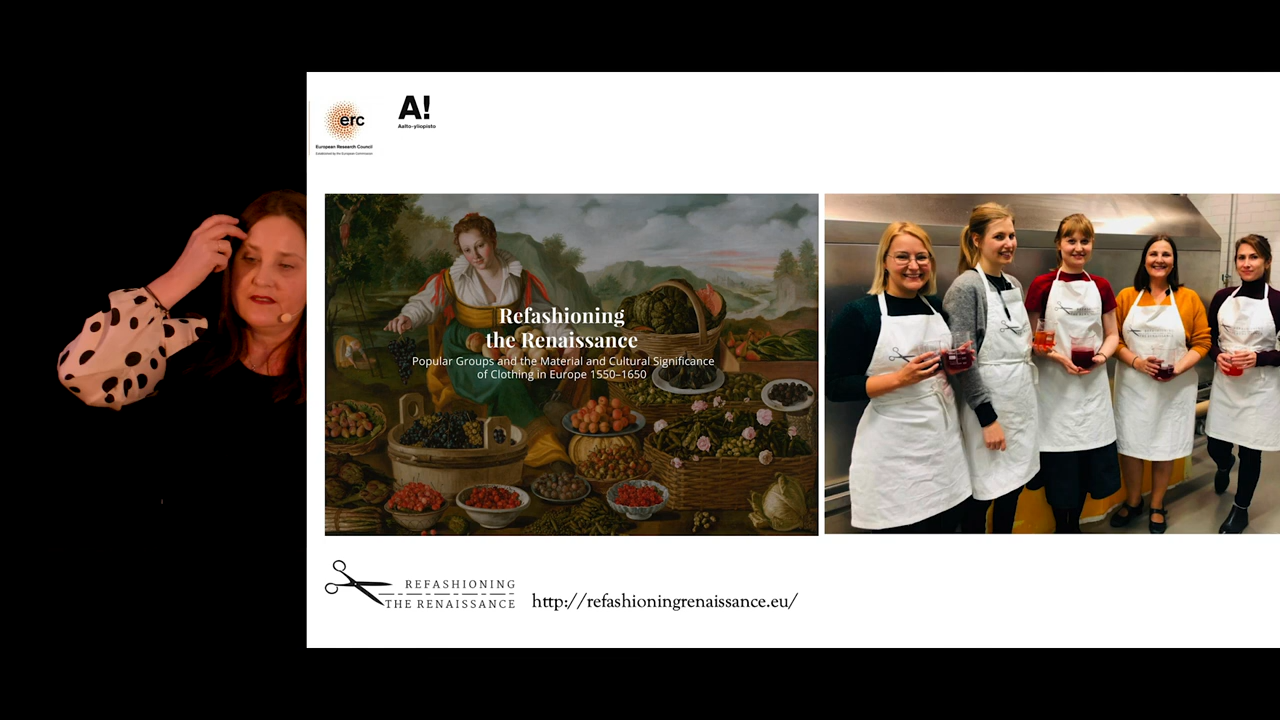 erc
European Research Council
Established by the European Commission
A!
Aalto-yliopisto
Refashioning
the Renaissance
Popular Groups and the Material and Cultural Significance
of Clothing in Europe 1550–1650
REFASHIONING
THE RENAISSANCE
http://refashioningrenaissance.eu/